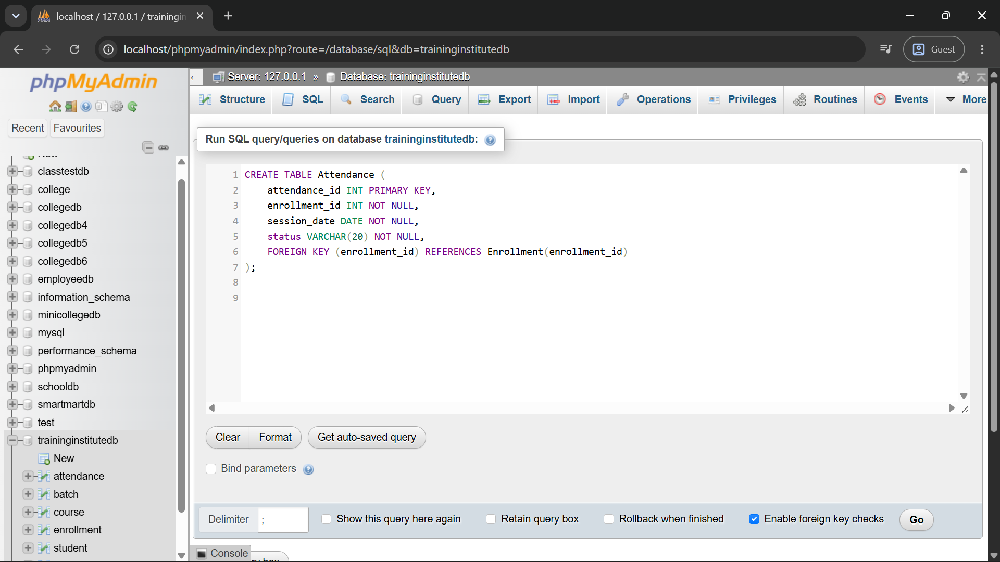 localhost / 127.0.0.1 / trainingin
localhost/phpmyadmin/index.php?route=/database/sql&db=traininginstitutedb
Guest
phpMyAdmin
Recent
Favourites
New
classtestdb
college
collegedb
collegedb4
collegedb5
collegedb6
employeedb
information_schema
minicollegedb
mysql
performance_schema
phpmyadmin
schooldb
smartmartdb
test
traininginstitutedb
New
attendance
batch
course
enrollment
student
Server: 127.0.0.1 » Database: traininginstitutedb
Structure
SQL
Search
Query
Export
Import
Operations
Privileges
Routines
Events
More
Run SQL query/queries on database traininginstitutedb:
1 CREATE TABLE Attendance (
2 attendance_id INT PRIMARY KEY,
3 enrollment_id INT NOT NULL,
4 session_date DATE NOT NULL,
5 status VARCHAR(20) NOT NULL,
6 FOREIGN KEY (enrollment_id) REFERENCES Enrollment(enrollment_id)
7 );
8
9
Clear
Format
Get auto-saved query
Bind parameters
Delimiter
;
Show this query here again
Retain query box
Rollback when finished
Enable foreign key checks
Go
Console